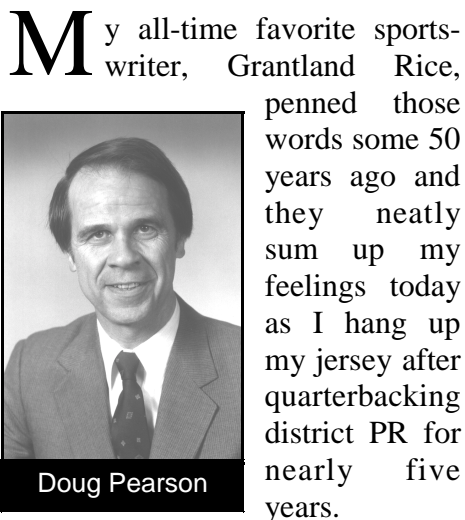 My all-time favorite sports-
writer, Grantland Rice,
penned those
words some 50
years ago and
they neatly
sum up my
feelings today
as I hang up
my jersey after
quarterbacking
district PR for
nearly five
years.
Doug Pearson